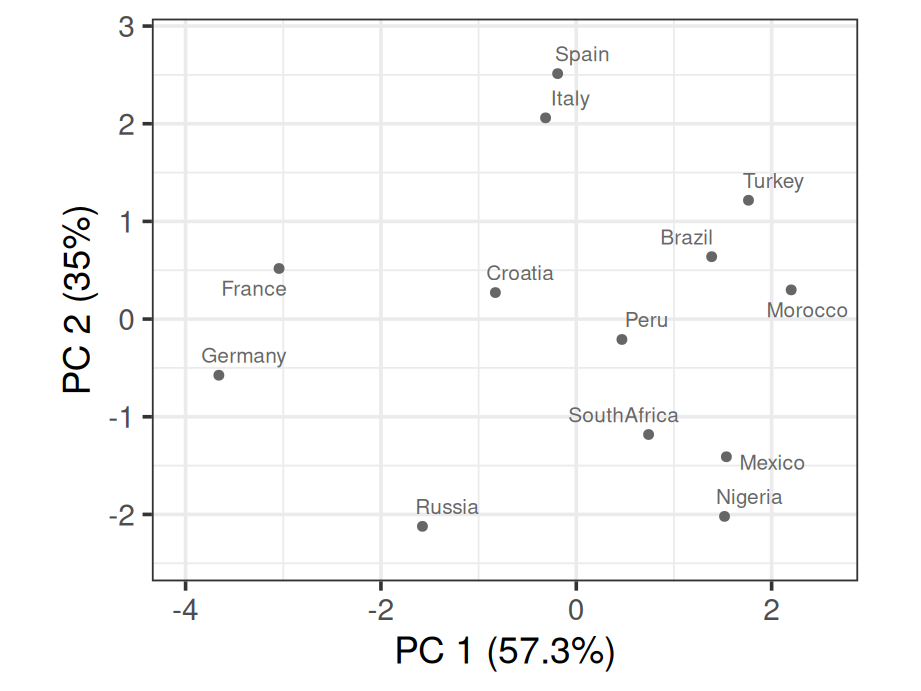 3
Spain
Italy
2
Turkey
1
Brazil
France
Croatia
Morocco
0
Peru
Germany
-1
SouthAfrica
Mexico
Nigeria
-2
Russia
-4
-2
0
2
PC 1 (57.3%)
PC 2 (35%)